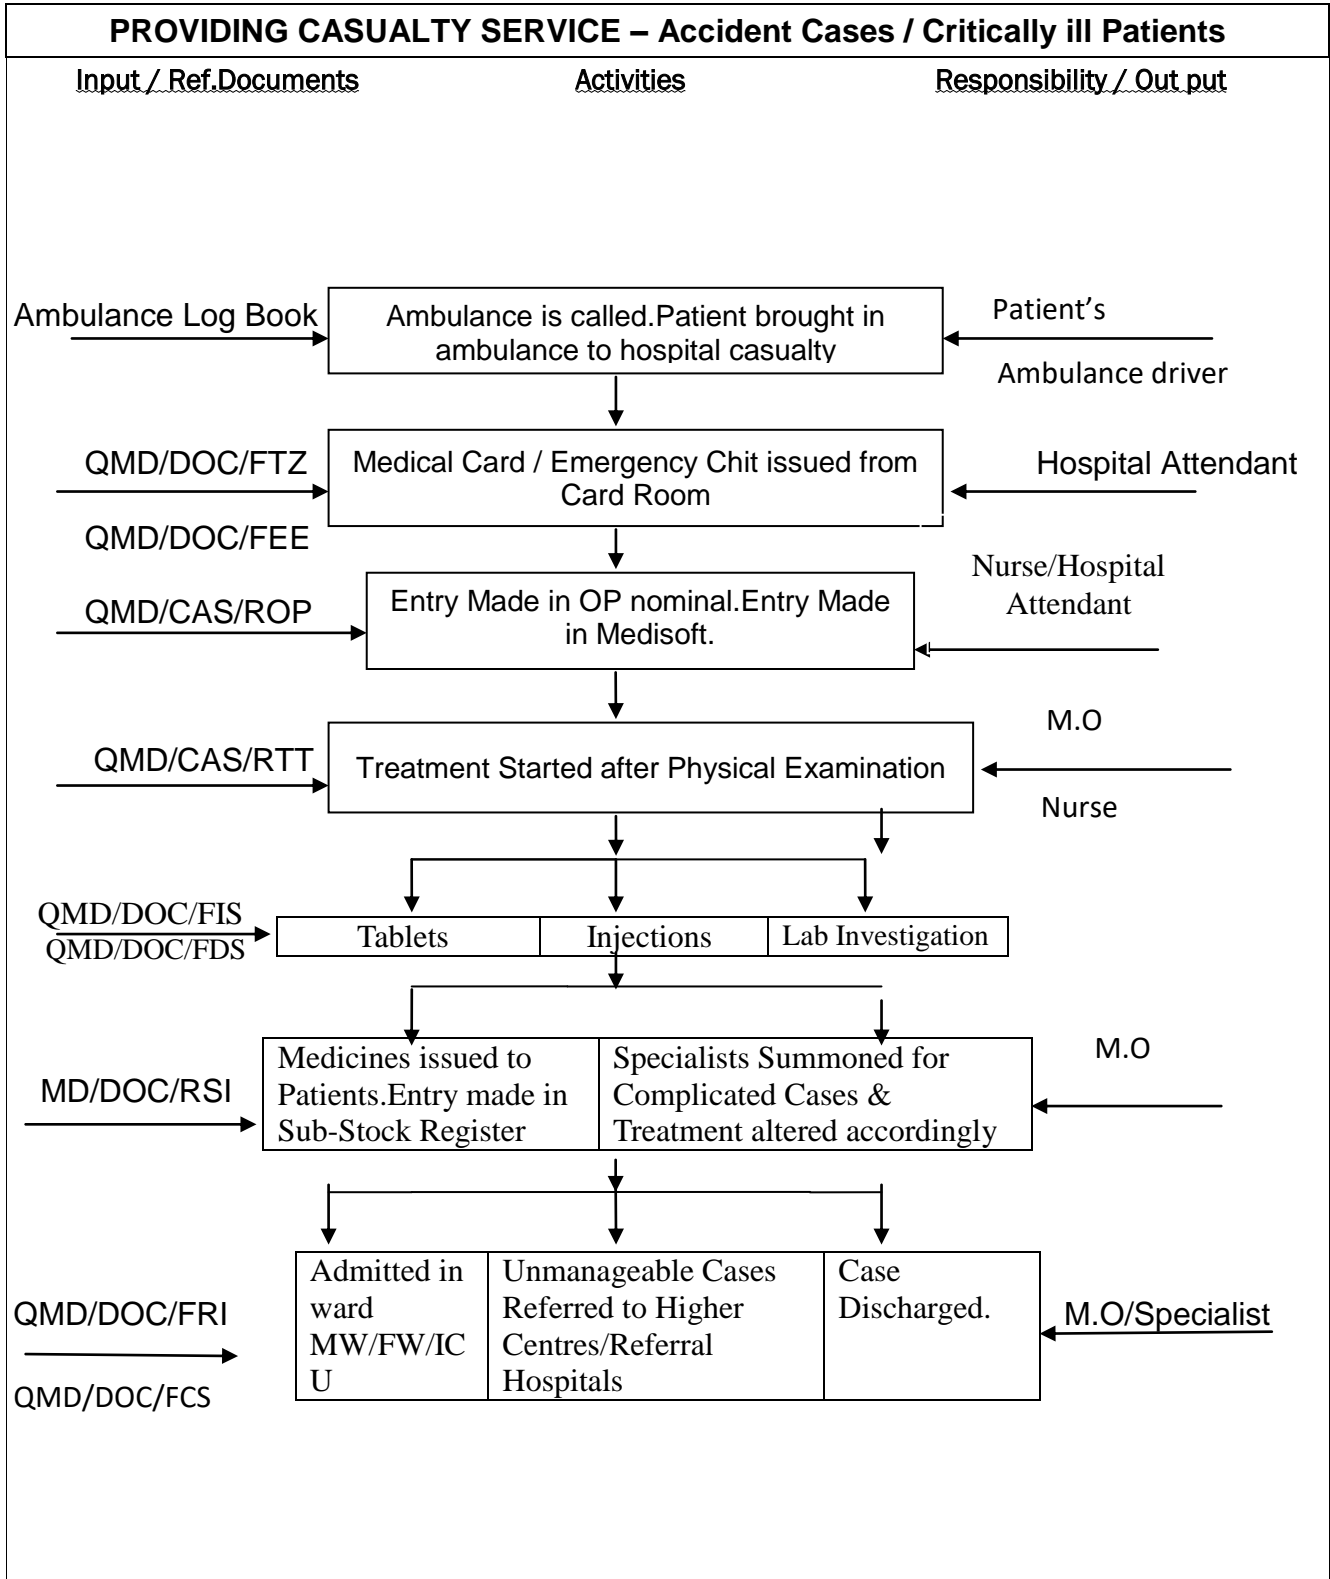 PROVIDING CASUALTY SERVICE – Accident Cases / Critically ill Patients
Input / Ref.Documents
Activities
Responsibility / Out put
Ambulance Log Book
Ambulance is called.Patient brought in
ambulance to hospital casualty
Patient’s
Ambulance driver
QMD/DOC/FTZ
QMD/DOC/FEE
Medical Card / Emergency Chit issued from
Card Room
Hospital Attendant
QMD/CAS/ROP
Entry Made in OP nominal.Entry Made
in Medisoft.
Nurse/Hospital
Attendant
QMD/CAS/RTT
Treatment Started after Physical Examination
M.O
Nurse
QMD/DOC/FIS
QMD/DOC/FDS
Tablets
Injections
Lab Investigation
MD/DOC/RSI
Medicines issued to
Patients.Entry made in
Sub-Stock Register
Specialists Summoned for
Complicated Cases &
Treatment altered accordingly
M.O
QMD/DOC/FRI
QMD/DOC/FCS
Admitted in
ward
MW/FW/IC
U
Unmanageable Cases
Referred to Higher
Centres/Referral
Hospitals
Case
Discharged.
M.O/Specialist